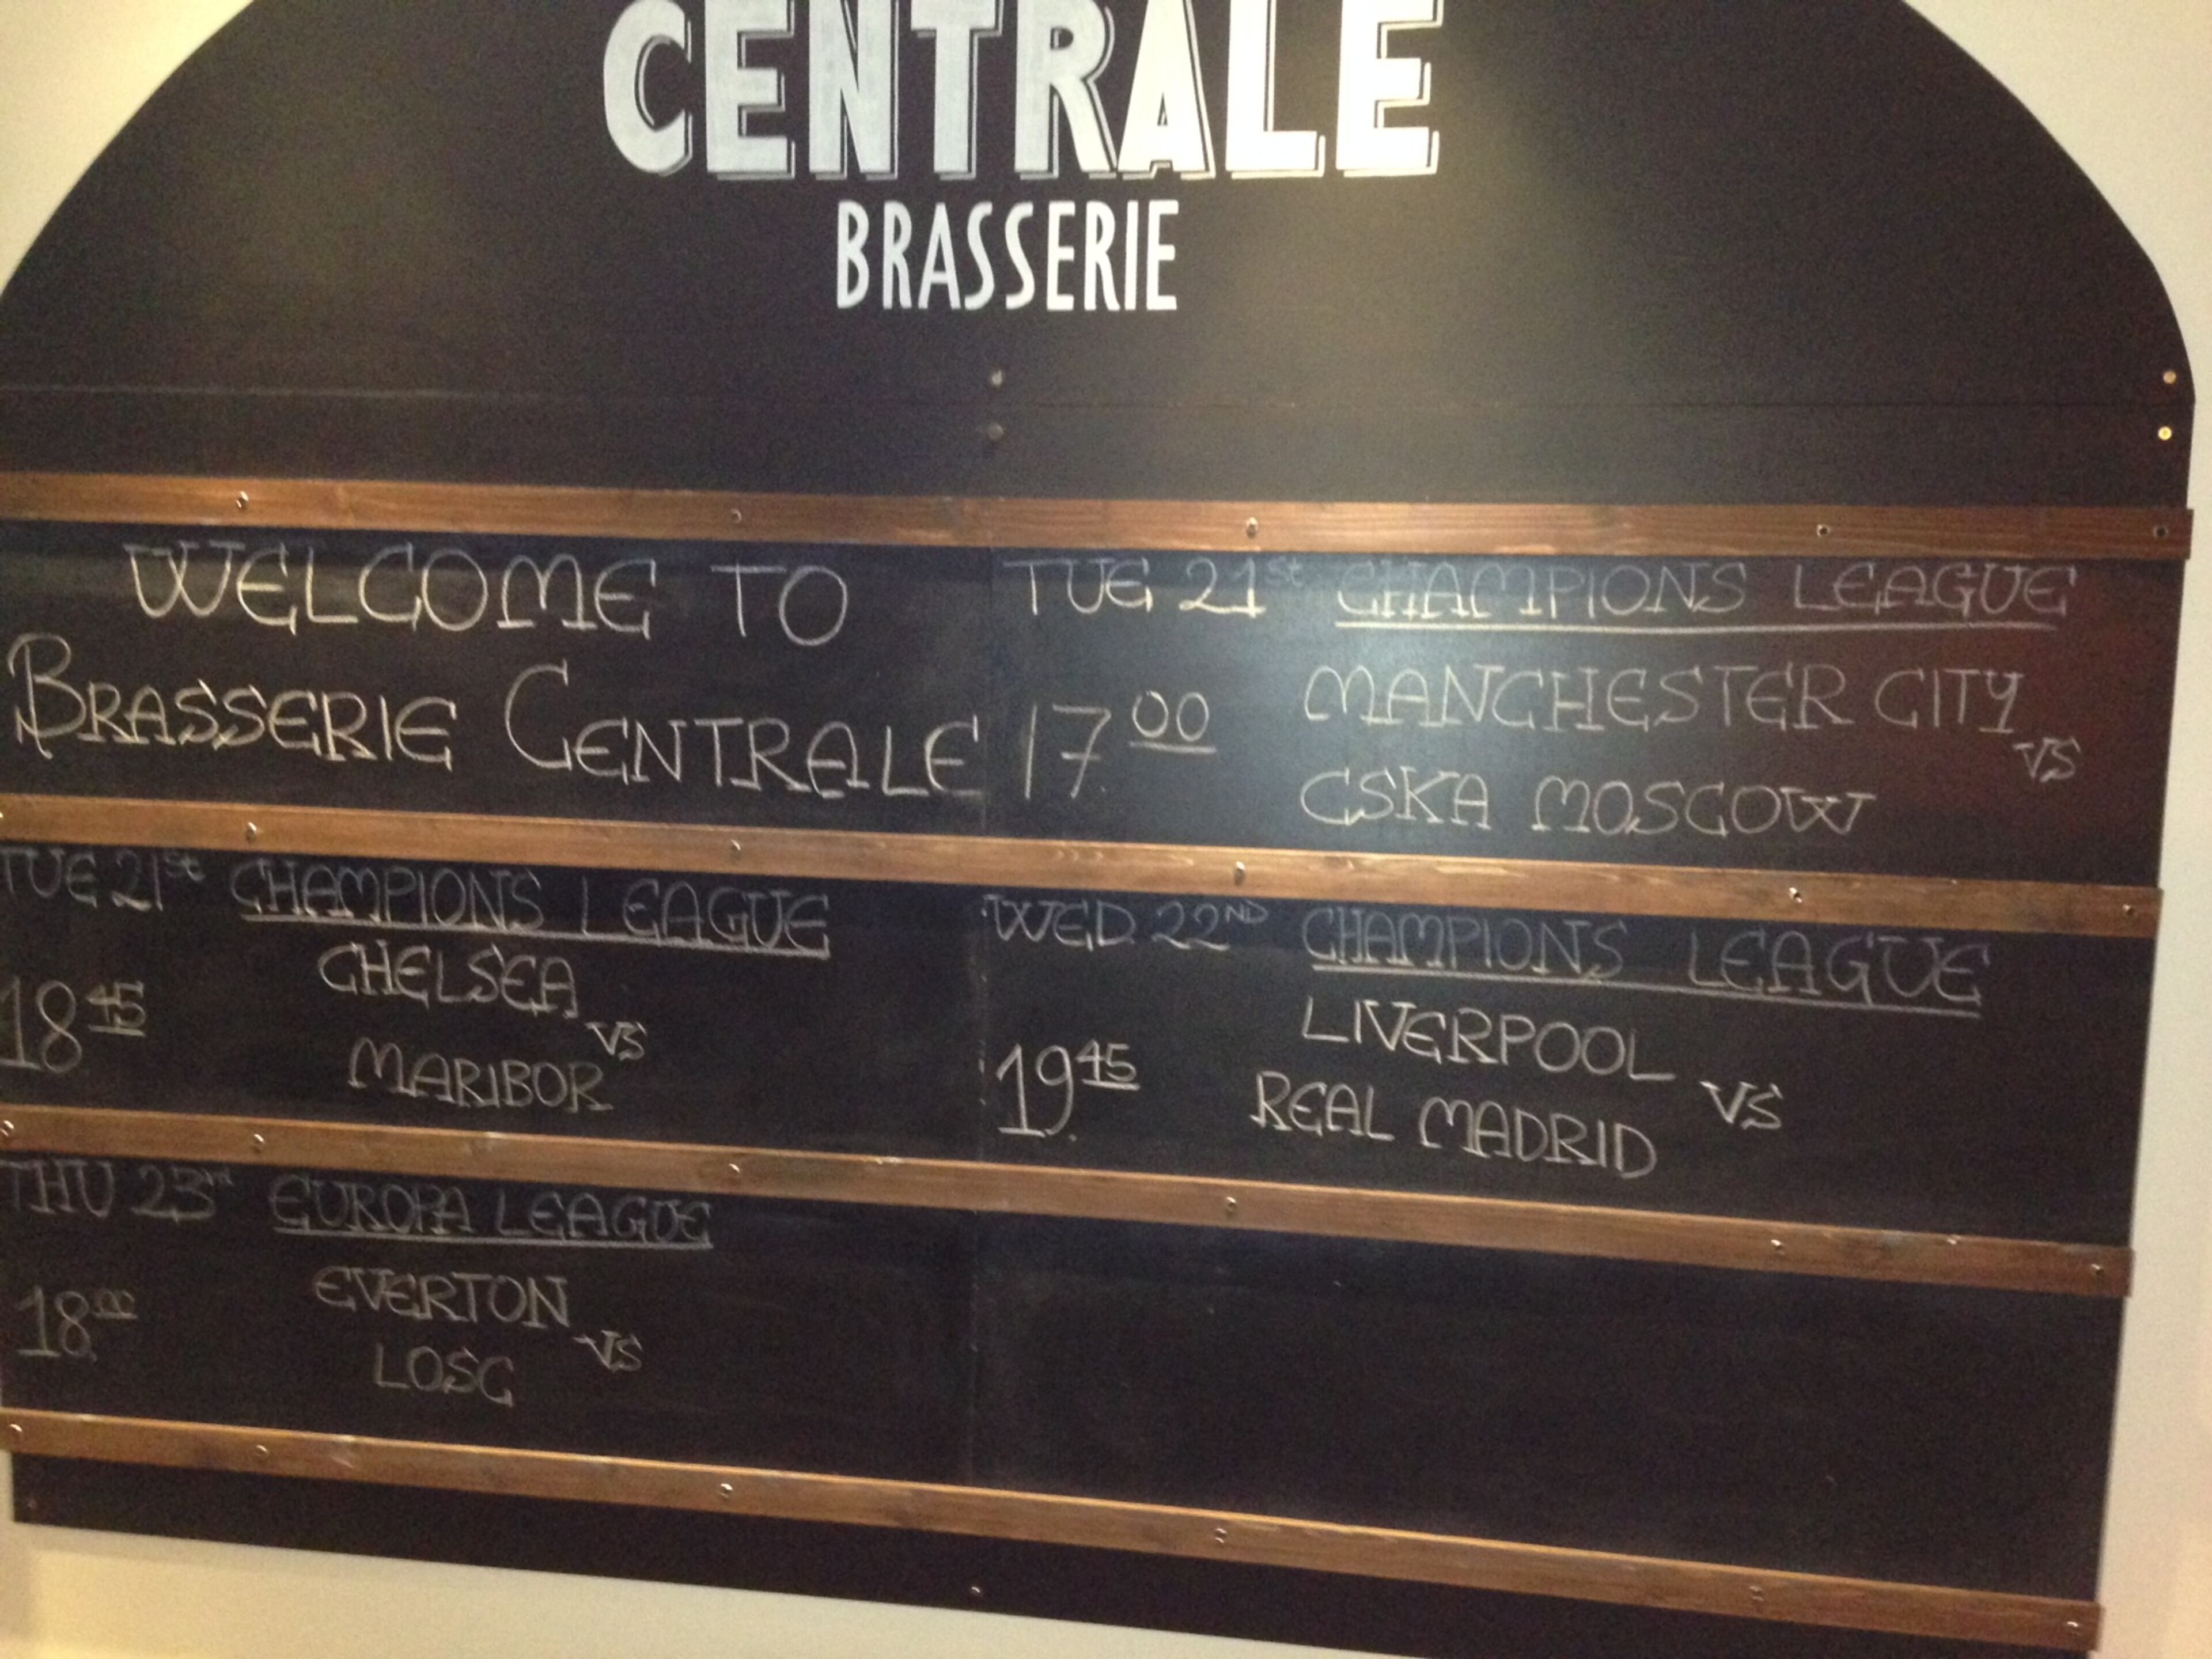 CENTRALE
BRASSERIE
WELCOME TO
BRASSERIE CENTRALE
TUE 21st CHAMPIONS LEAGUE
17 00 MANCHESTER CITY
VS
CSKA MOSCOW
TUE 21st CHAMPIONS LEAGUE
CHELSEA
18 45 VS
MARIBOR
WED 22ND CHAMPIONS LEAGUE
LIVERPOOL
19 45 VS
REAL MADRID
THU 23rd EUROPA LEAGUE
EVERTON
18 00 VS
LOSC